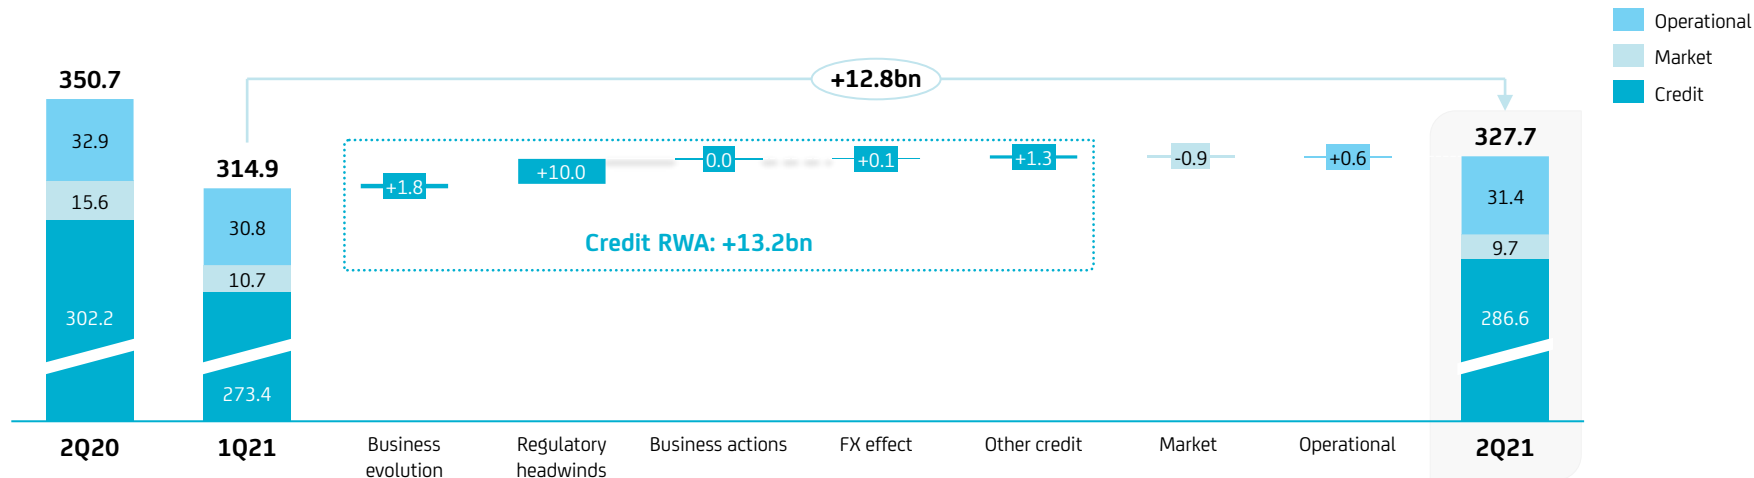 Operational
Market
Credit
350.7
+12.8bn
327.7
314.9
32.9
15.6
302.2
30.8
10.7
273.4
+1.8
+10.0
0.0
+0.1
+1.3
-0.9
+0.6
Credit RWA: +13.2bn
31.4
9.7
286.6
2Q20
1Q21
Business
evolution
Regulatory
headwinds
Business actions
FX effect
Other credit
Market
Operational
2Q21